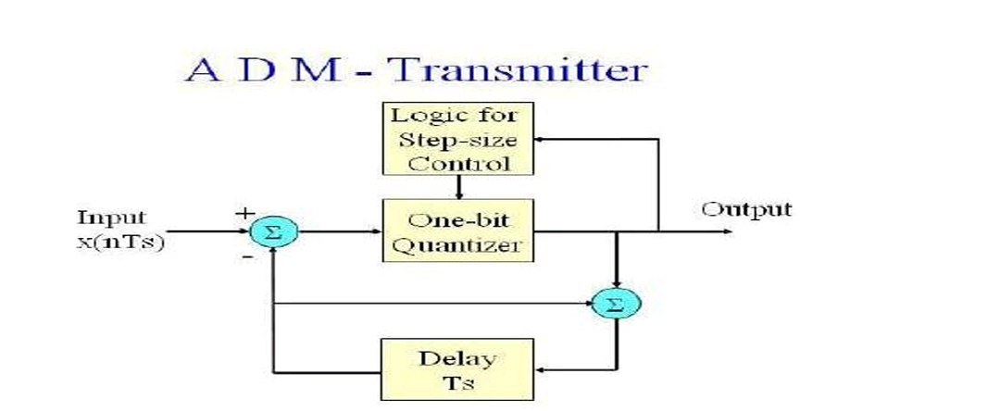 A D M - Transmitter
Logic for
Step-size
Control
Input
x(nTs)
+
-
Σ
One-bit
Quantizer
Output
Σ
Delay
Ts